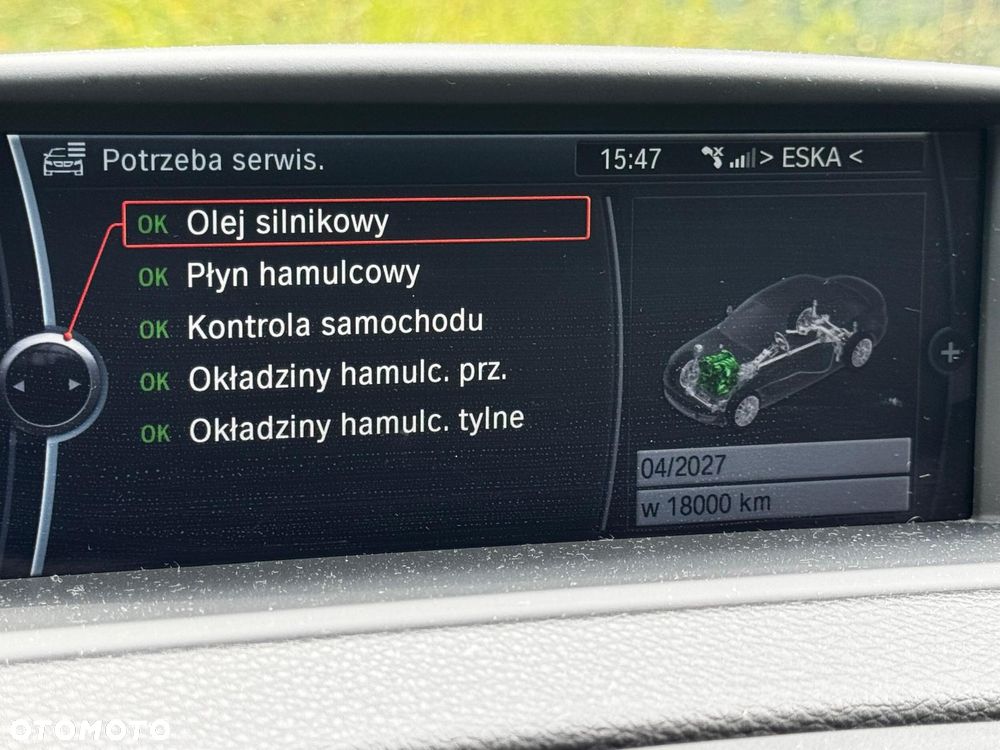 Potrzeba serwis.
15:47
> ESKA <
OK Olej silnikowy
OK Płyn hamulcowy
OK Kontrola samochodu
OK Okładziny hamulc. prz.
OK Okładziny hamulc. tylne
+
04/2027
w 18000 km
OTOMOTO